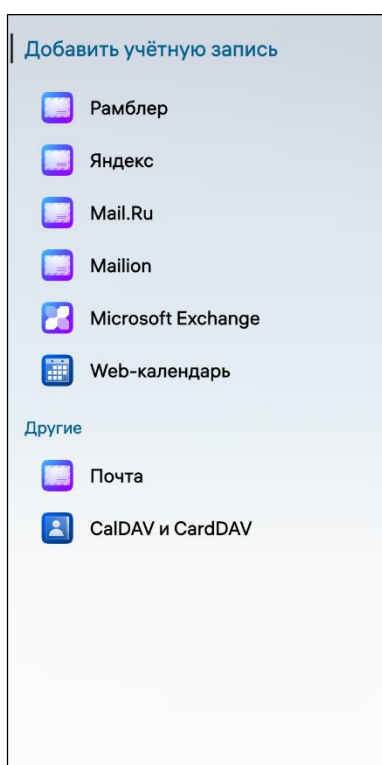 Добавить учётную запись
Рамблер
Яндекс
Mail.Ru
Mailion
Microsoft Exchange
Web-календарь
Другие
Почта
CalDAV и CardDAV